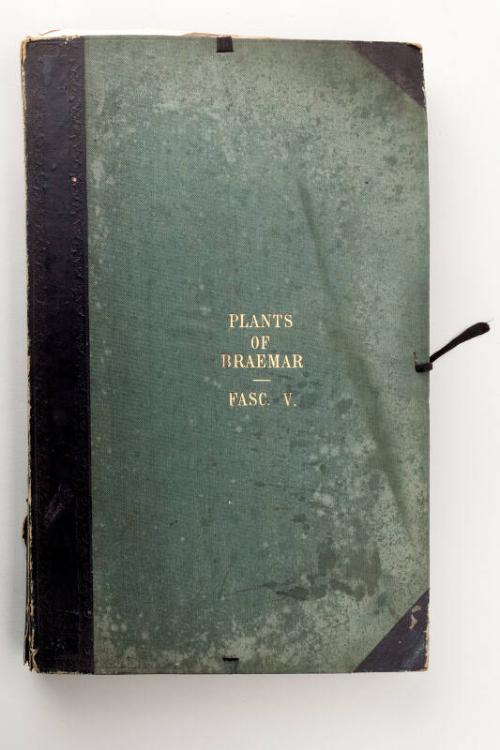 PLANTS
OF
BRAEMAR
FASC. V.